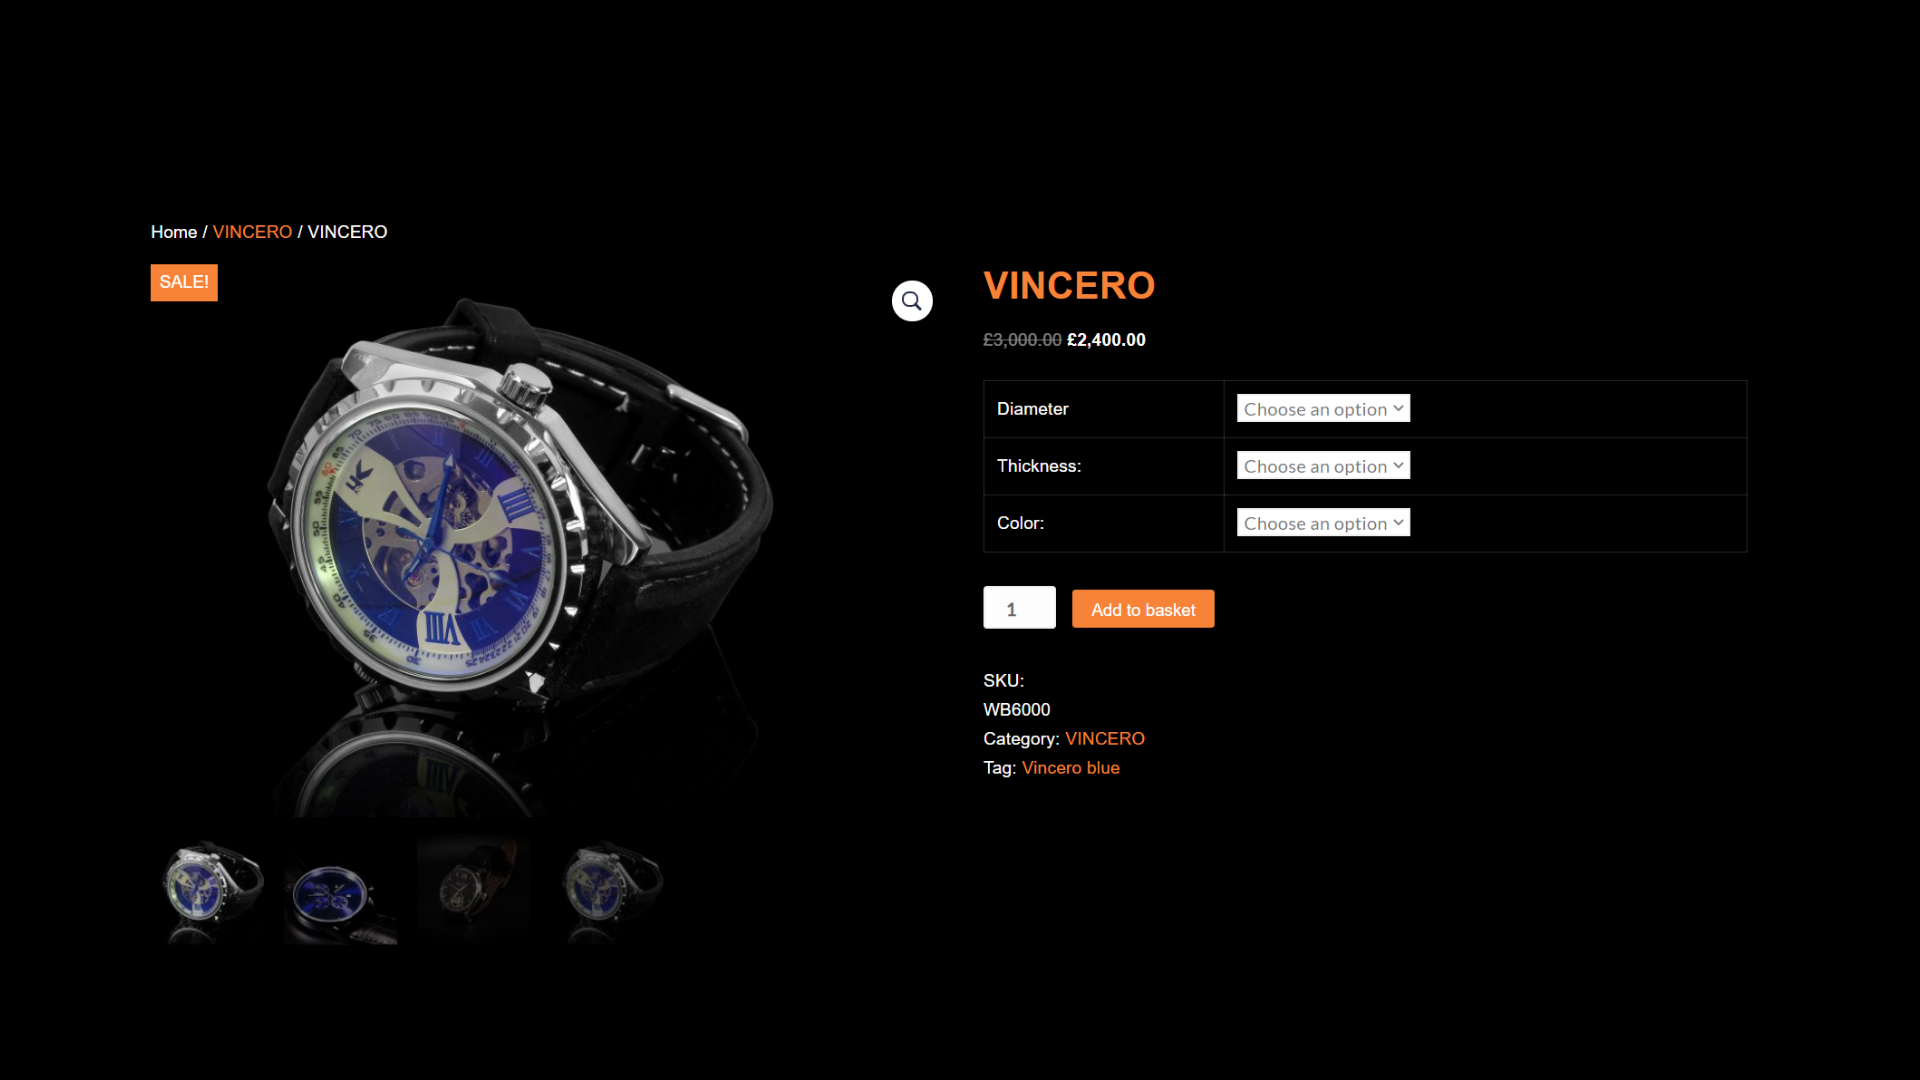 Home / VINCERO / VINCERO
SALE!
VINCERO
£3,000.00 £2,400.00
Diameter
Choose an option
Thickness:
Choose an option
Color:
Choose an option
1
Add to basket
SKU:
WB6000
Category: VINCERO
Tag: Vincero blue